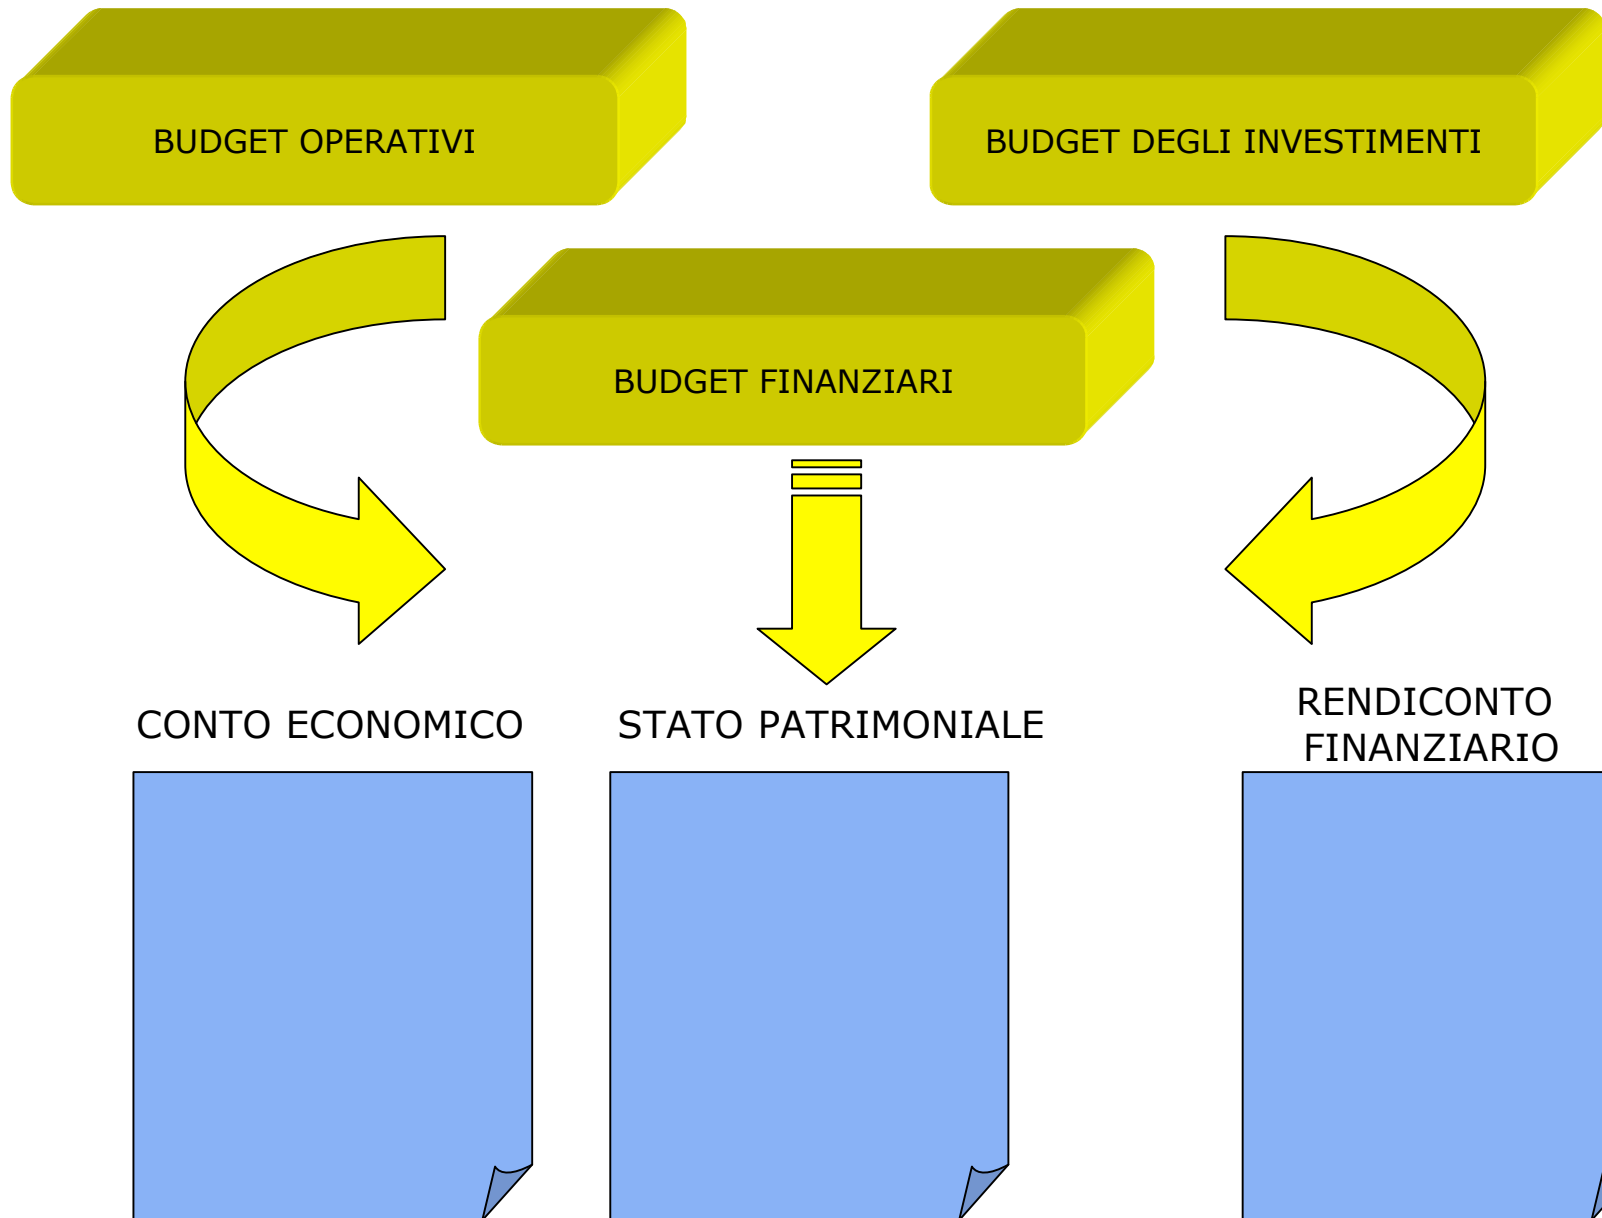 BUDGET OPERATIVI
BUDGET DEGLI INVESTIMENTI
BUDGET FINANZIARI
CONTO ECONOMICO
STATO PATRIMONIALE
RENDICONTO
FINANZIARIO